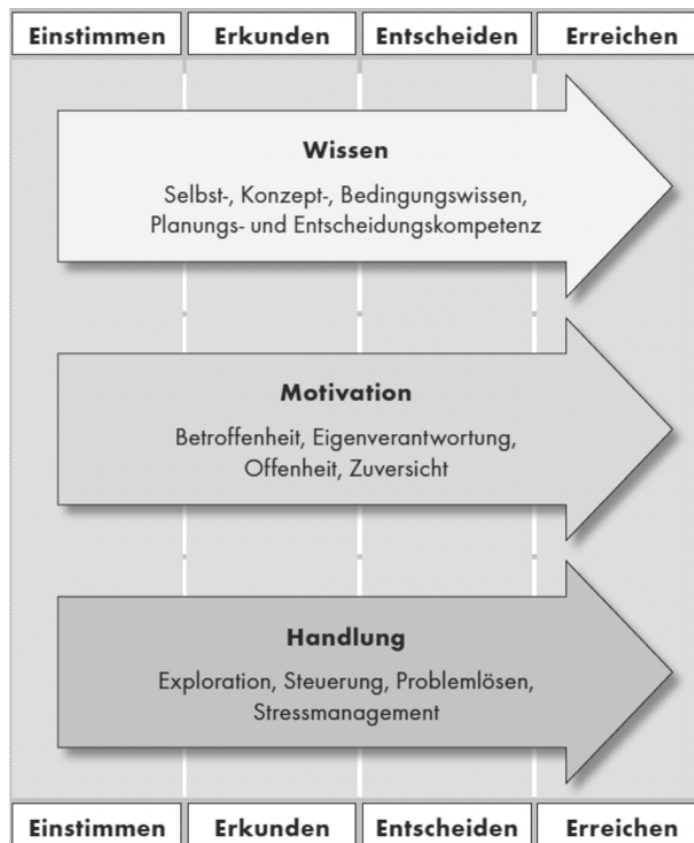 Einstimmen Erkunden Entscheiden Erreichen
Wissen
Selbst-, Konzept-, Bedingungswissen,
Planungs- und Entscheidungskompetenz
Motivation
Betroffenheit, Eigenverantwortung,
Offenheit, Zuversicht
Handlung
Exploration, Steuerung, Problemlösen,
Stressmanagement
Einstimmen Erkunden Entscheiden Erreichen